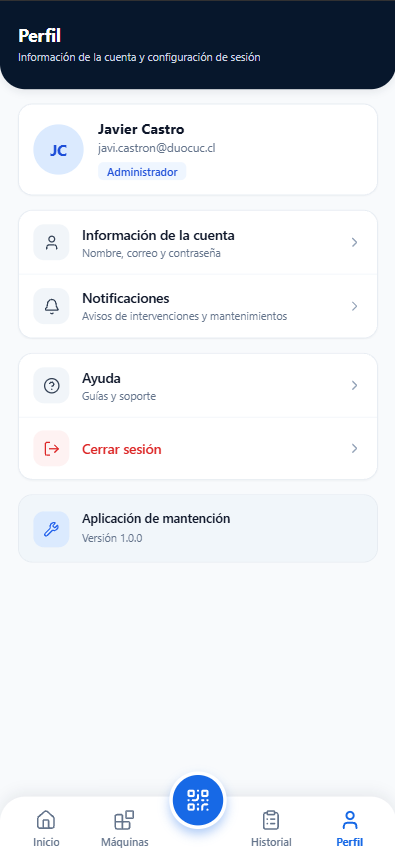 Perfil
Información de la cuenta y configuración de sesión
JC
Javier Castro
javi.castron@duocuc.cl
Administrador
Información de la cuenta
Nombre, correo y contraseña
Notificaciones
Avisos de intervenciones y mantenimientos
Ayuda
Guías y soporte
Cerrar sesión
Aplicación de mantención
Versión 1.0.0
Inicio
Máquinas
Historial
Perfil